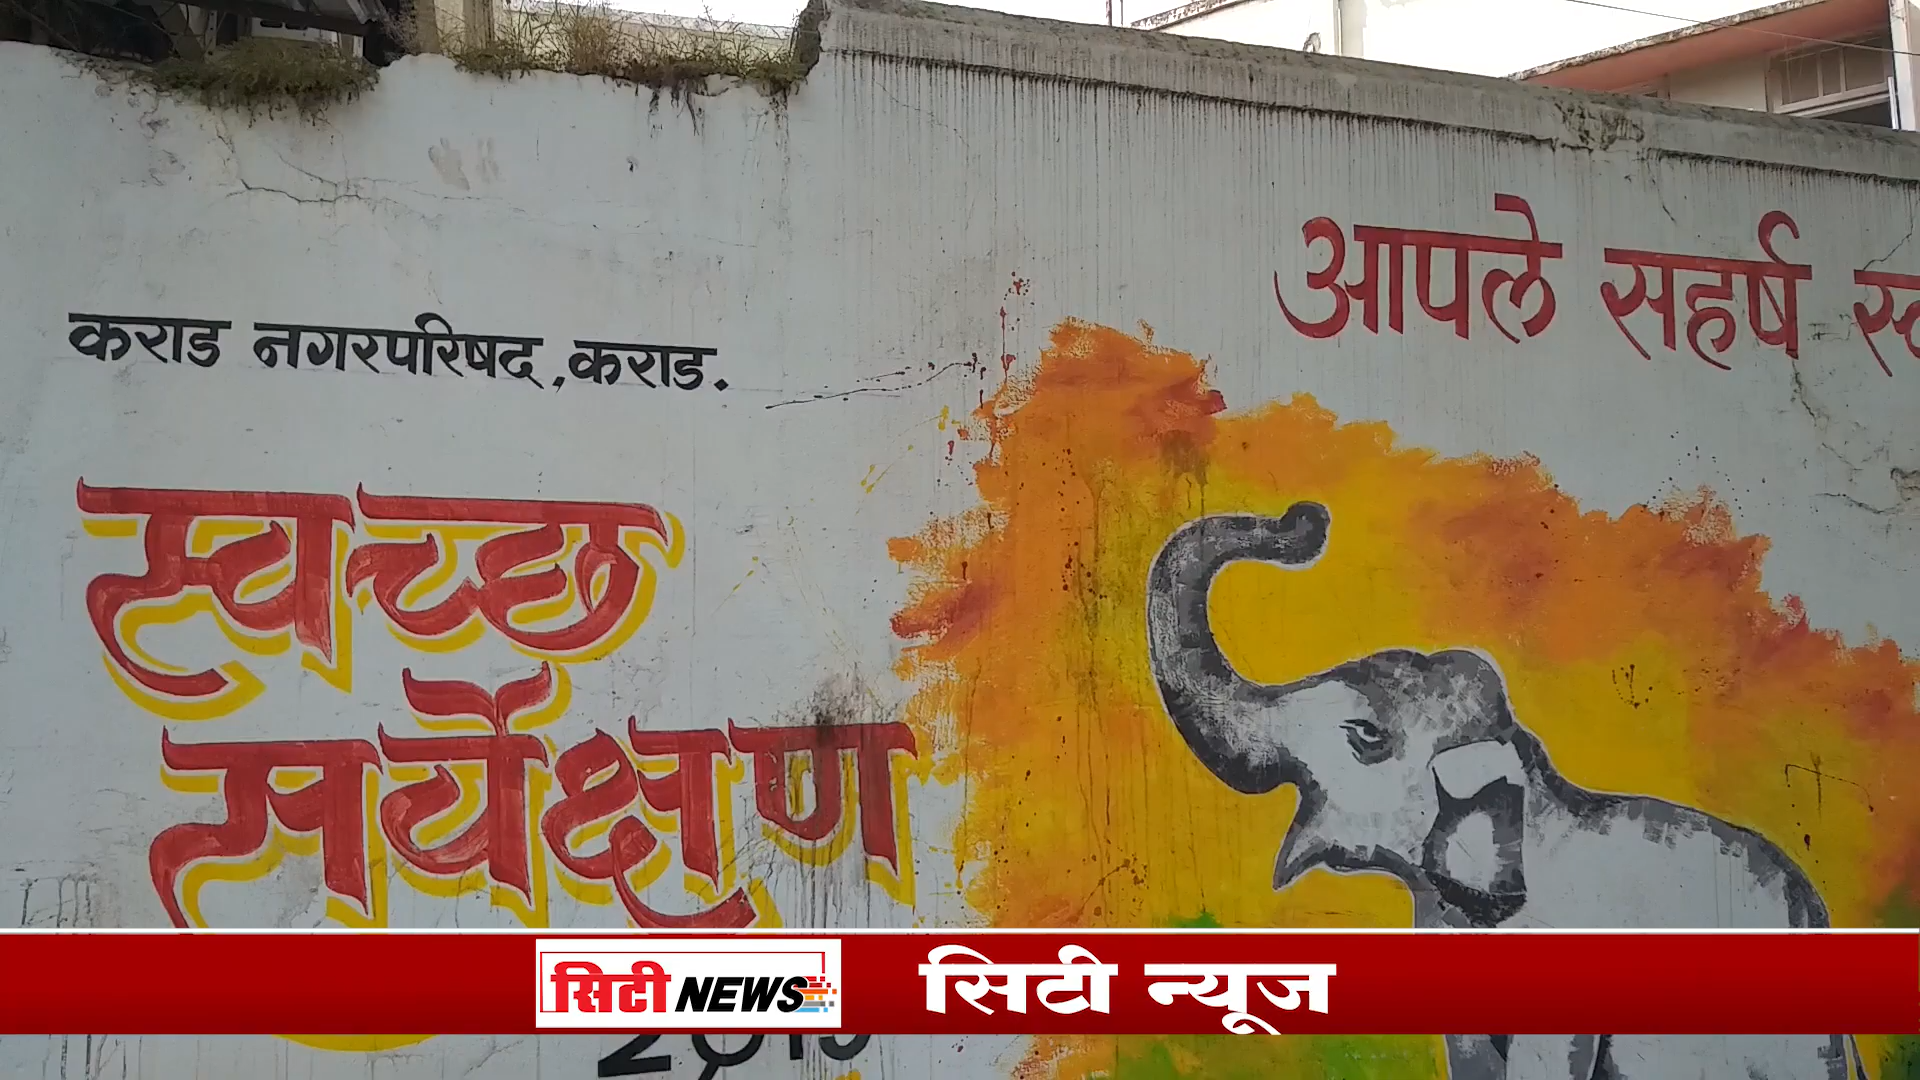 आपले सहर्ष
कराड नगरपरिषद,कराड.
स्वच्छ
सर्वेक्षण
सिटी NEWS
सिटी न्यूज